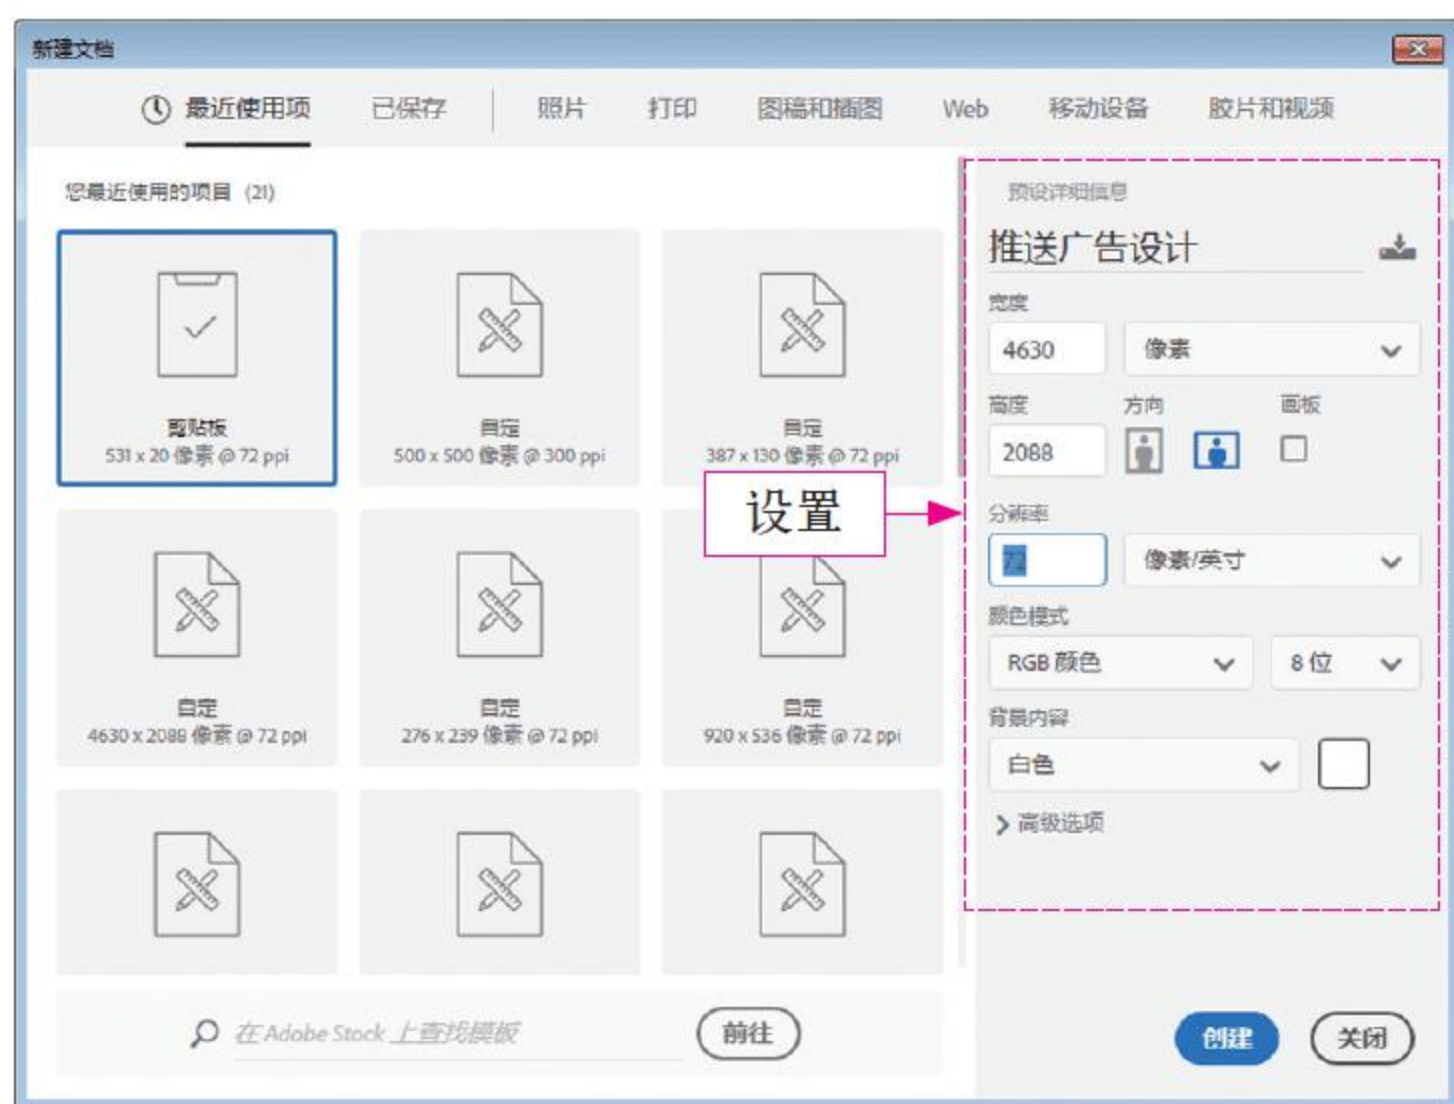 新建文档
最近使用项 已保存 照片 打印 图稿和插图 Web 移动设备 胶片和视频
您最近使用的项目 (21)
剪贴板
531 x 20 像素 @ 72 ppi
自定
500 x 500 像素 @ 300 ppi
自定
387 x 130 像素 @ 72 ppi
自定
4630 x 2088 像素 @ 72 ppi
自定
276 x 239 像素 @ 72 ppi
自定
920 x 536 像素 @ 72 ppi
在 Adobe Stock 上查找模板
前往
设置
预设详细信息
推送广告设计
宽度
4630 像素
高度 方向 画板
2088
分辨率
72 像素/英寸
颜色模式
RGB 颜色 8 位
背景内容
白色
高级选项
创建 关闭